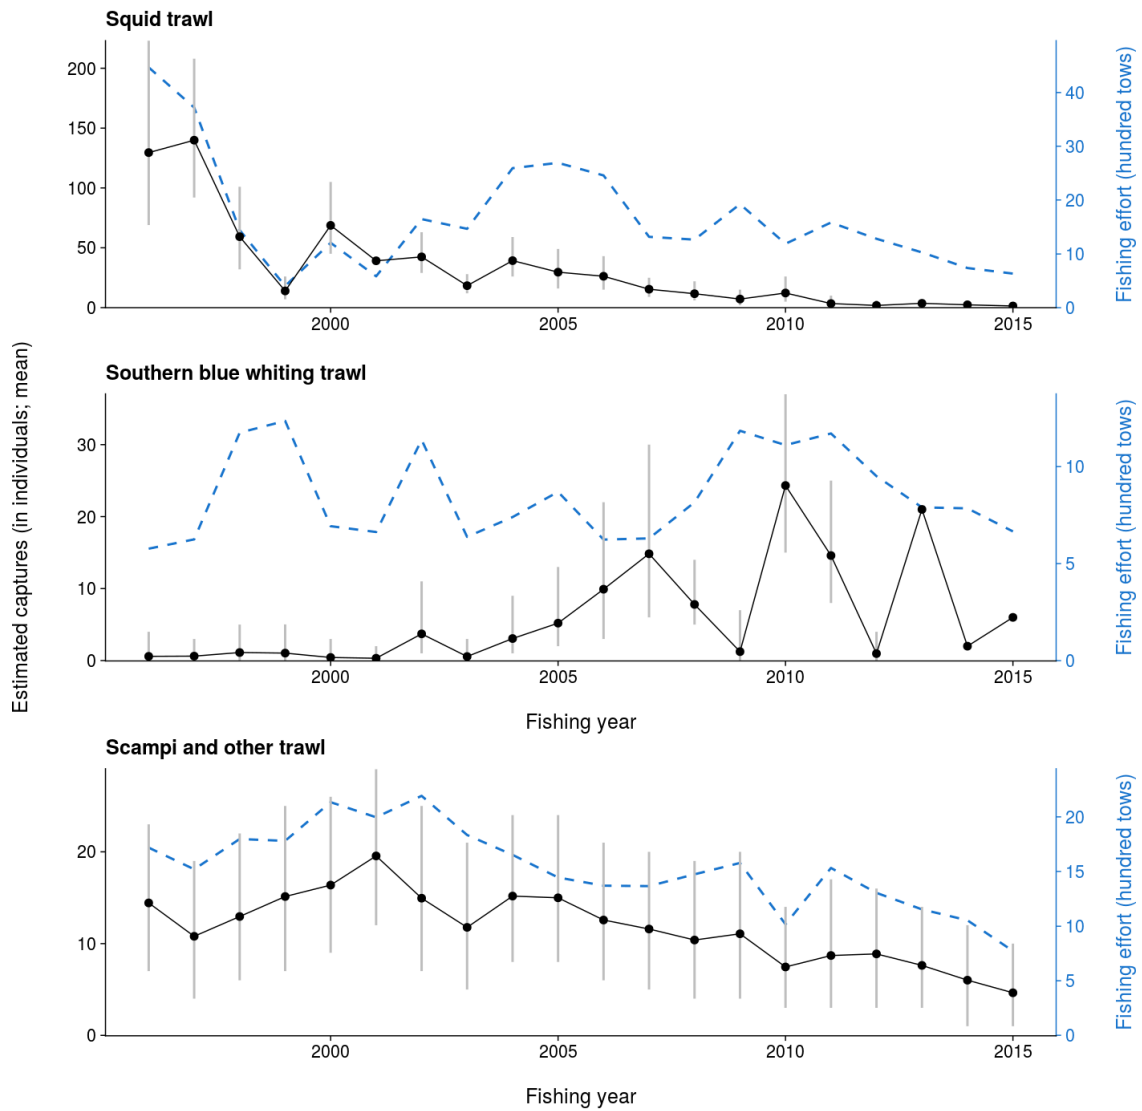 Squid trawl
200
150
100
50
0
40
30
20
10
0
2000 2005 2010 2015
Fishing effort (hundred tows)
Southern blue whiting trawl
Estimated captures (in individuals; mean)
30
20
10
0
10
5
0
2000 2005 2010 2015
Fishing effort (hundred tows)
Fishing year
Scampi and other trawl
20
10
0
20
15
10
5
0
2000 2005 2010 2015
Fishing effort (hundred tows)
Fishing year